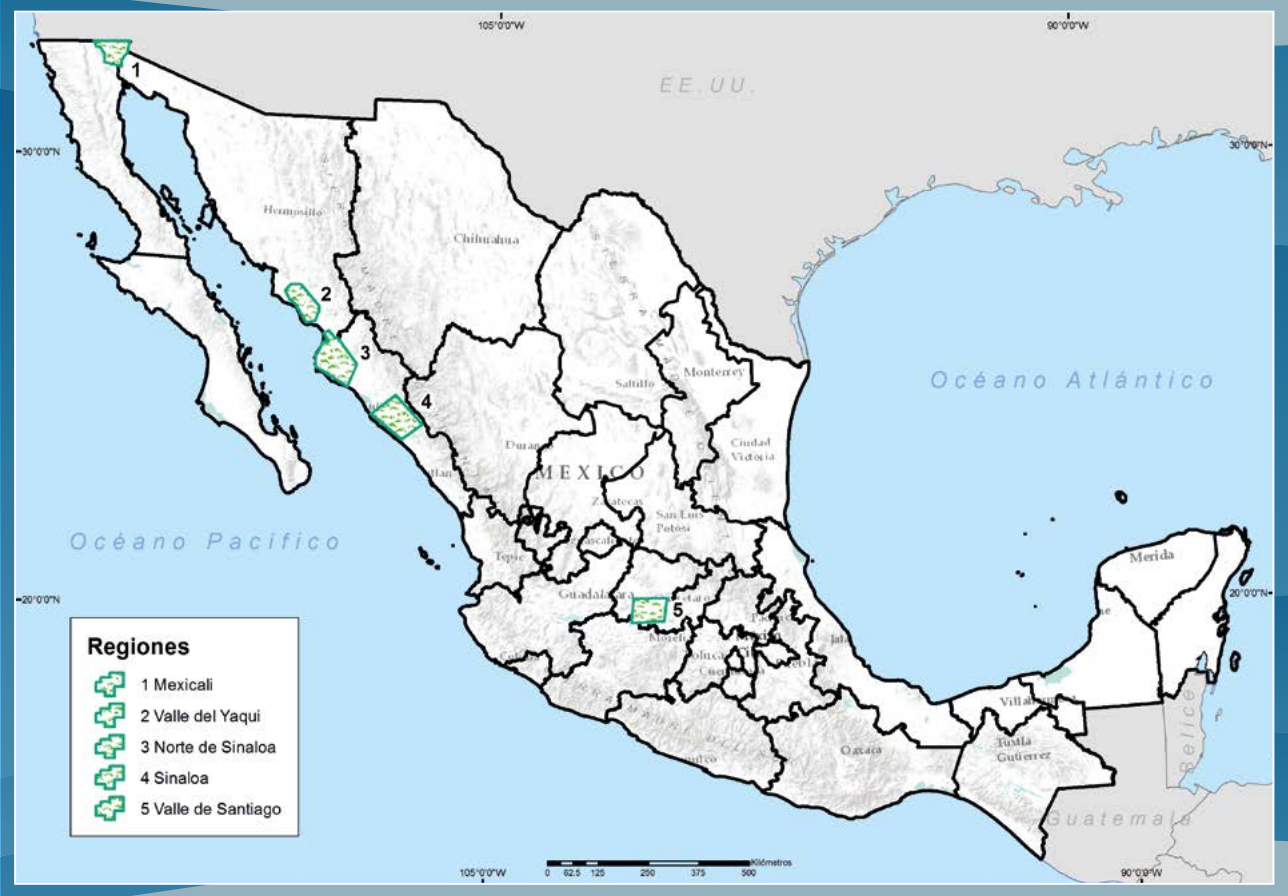 105°0'0"W
90°0'0"W
EE.UU.
1
30°0'0"N
30°0'0"N
Hermosillo
Chihuahua
2
3
Monterrey
Saltillo
Océano Atlántico
4
Ciudad
Victoria
MEXICO
San Luis
Potosi
Océano Pacífico
Tepic
Merida
20°0'0"N
20°0'0"N
Guadalajara
5
Oaxaca
Tuxtla
Gutierrez
Belice
Guatemala
Regiones
1 Mexicali
2 Valle del Yaqui
3 Norte de Sinaloa
4 Sinaloa
5 Valle de Santiago
Kilómetros
0 62.5 125 250 375 500
105°0'0"W
90°0'0"W